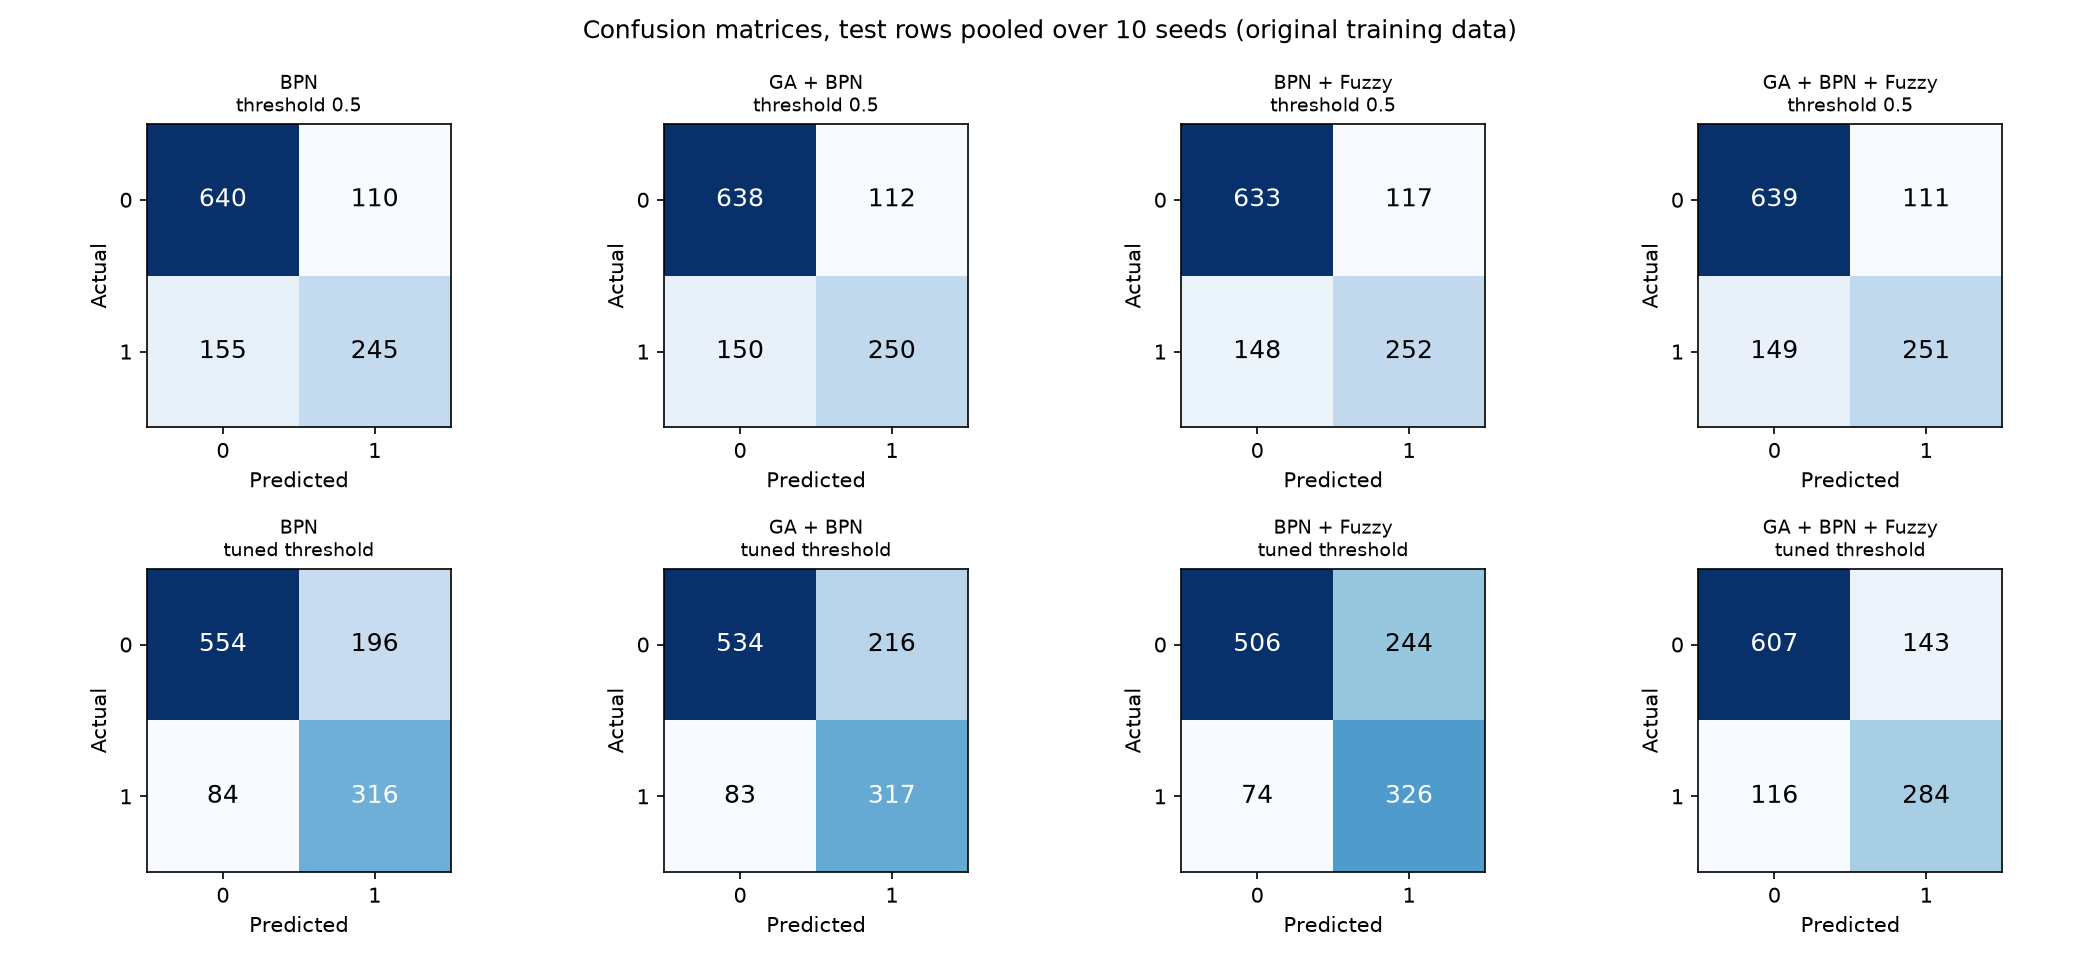 Confusion matrices, test rows pooled over 10 seeds (original training data)
BPN
threshold 0.5
640 110
155 245
0
1
Actual
0 1
Predicted
GA + BPN
threshold 0.5
638 112
150 250
0
1
Actual
0 1
Predicted
BPN + Fuzzy
threshold 0.5
633 117
148 252
0
1
Actual
0 1
Predicted
GA + BPN + Fuzzy
threshold 0.5
639 111
149 251
0
1
Actual
0 1
Predicted
BPN
tuned threshold
554 196
84 316
0
1
Actual
0 1
Predicted
GA + BPN
tuned threshold
534 216
83 317
0
1
Actual
0 1
Predicted
BPN + Fuzzy
tuned threshold
506 244
74 326
0
1
Actual
0 1
Predicted
GA + BPN + Fuzzy
tuned threshold
607 143
116 284
0
1
Actual
0 1
Predicted